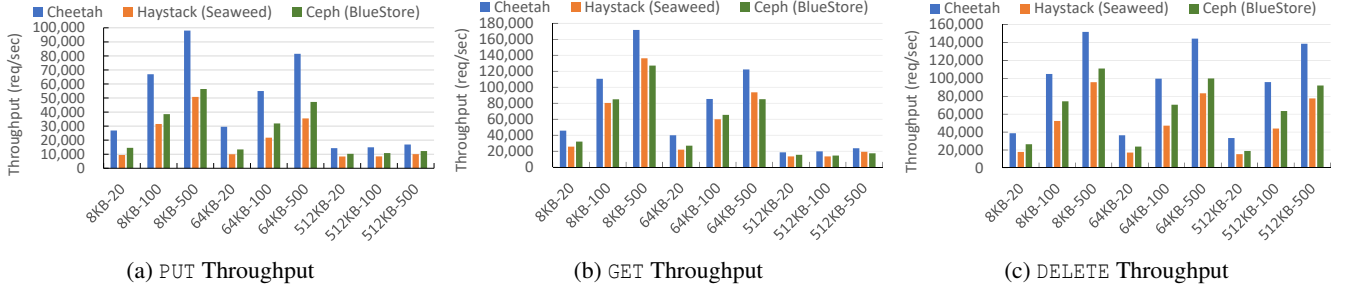 Cheetah Haystack (Seaweed) Ceph (BlueStore)
Throughput (req/sec)
100,000
90,000
80,000
70,000
60,000
50,000
40,000
30,000
20,000
10,000
0
8KB-20
8KB-100
8KB-500
64KB-20
64KB-100
64KB-500
512KB-20
512KB-100
512KB-500
(a) PUT Throughput
Cheetah Haystack (Seaweed) Ceph (BlueStore)
Throughput (req/sec)
180,000
160,000
140,000
120,000
100,000
80,000
60,000
40,000
20,000
0
8KB-20
8KB-100
8KB-500
64KB-20
64KB-100
64KB-500
512KB-20
512KB-100
512KB-500
(b) GET Throughput
Cheetah Haystack (Seaweed) Ceph (BlueStore)
Throughput (req/sec)
160,000
140,000
120,000
100,000
80,000
60,000
40,000
20,000
0
8KB-20
8KB-100
8KB-500
64KB-20
64KB-100
64KB-500
512KB-20
512KB-100
512KB-500
(c) DELETE Throughput